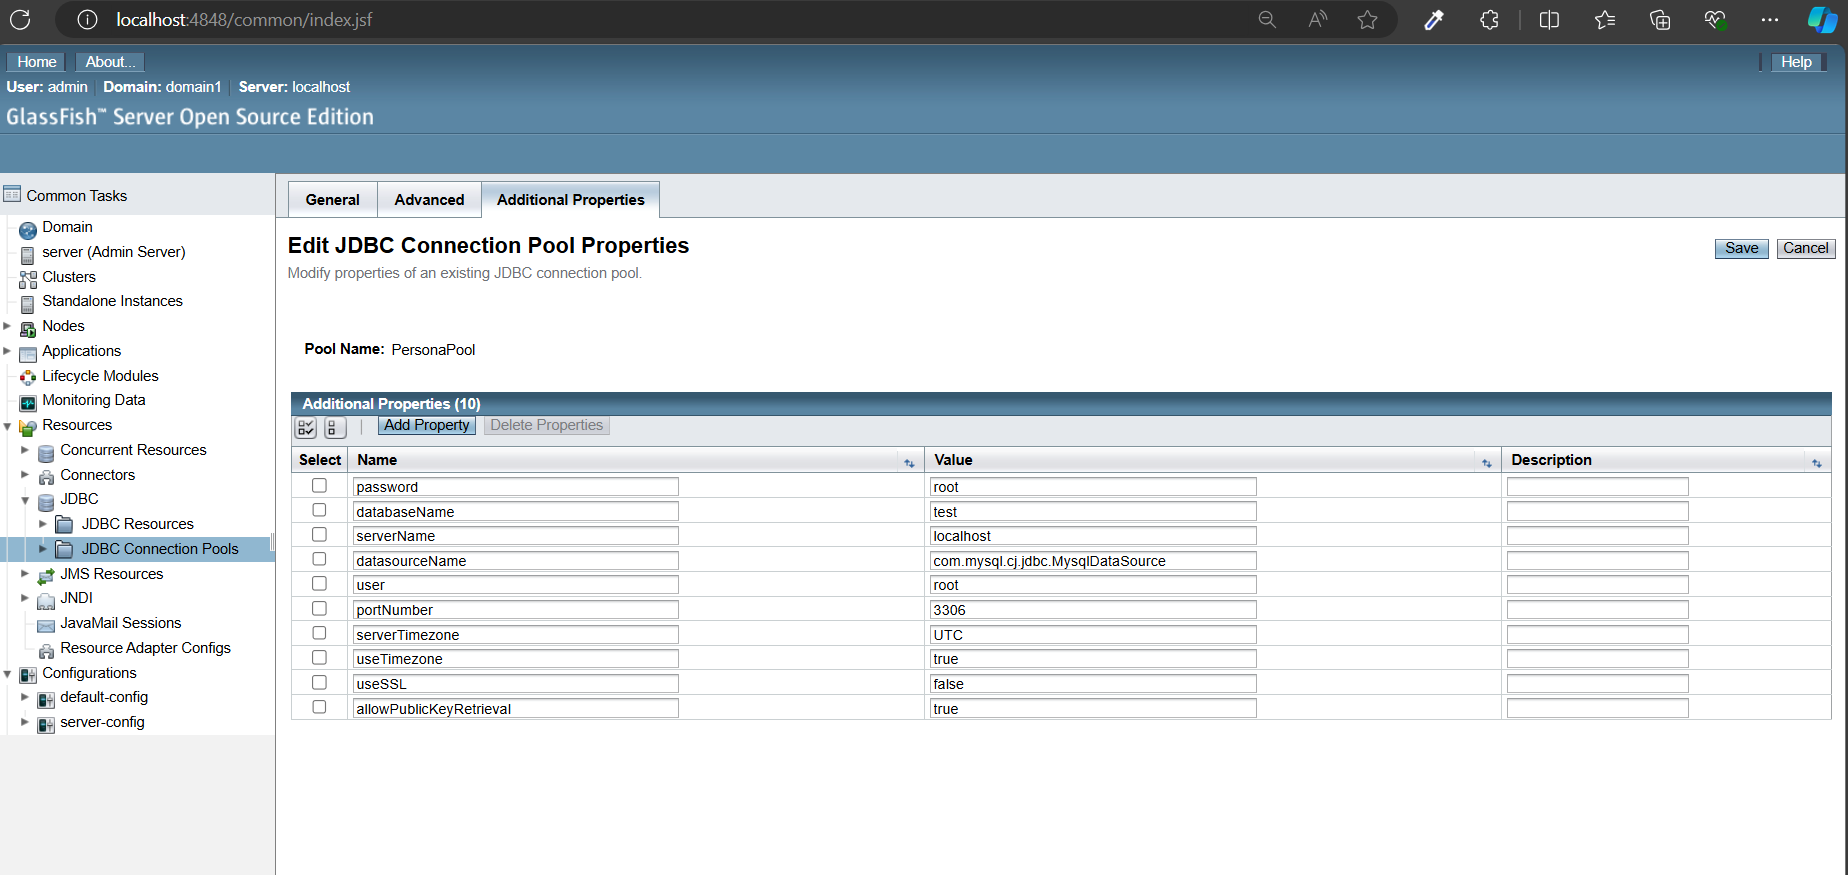 localhost:4848/common/index.jsf
Home About... Help
User: admin Domain: domain1 Server: localhost
GlassFish™ Server Open Source Edition
Common Tasks
Domain
server (Admin Server)
Clusters
Standalone Instances
Nodes
Applications
Lifecycle Modules
Monitoring Data
Resources
Concurrent Resources
Connectors
JDBC
JDBC Resources
JDBC Connection Pools
JMS Resources
JNDI
JavaMail Sessions
Resource Adapter Configs
Configurations
default-config
server-config
General Advanced Additional Properties
Edit JDBC Connection Pool Properties
Save Cancel
Modify properties of an existing JDBC connection pool.
Pool Name: PersonaPool
Additional Properties (10)
Add Property Delete Properties
Select Name Value Description
password root
databaseName test
serverName localhost
datasourceName com.mysql.cj.jdbc.MysqlDataSource
user root
portNumber 3306
serverTimezone UTC
useTimezone true
useSSL false
allowPublicKeyRetrieval true